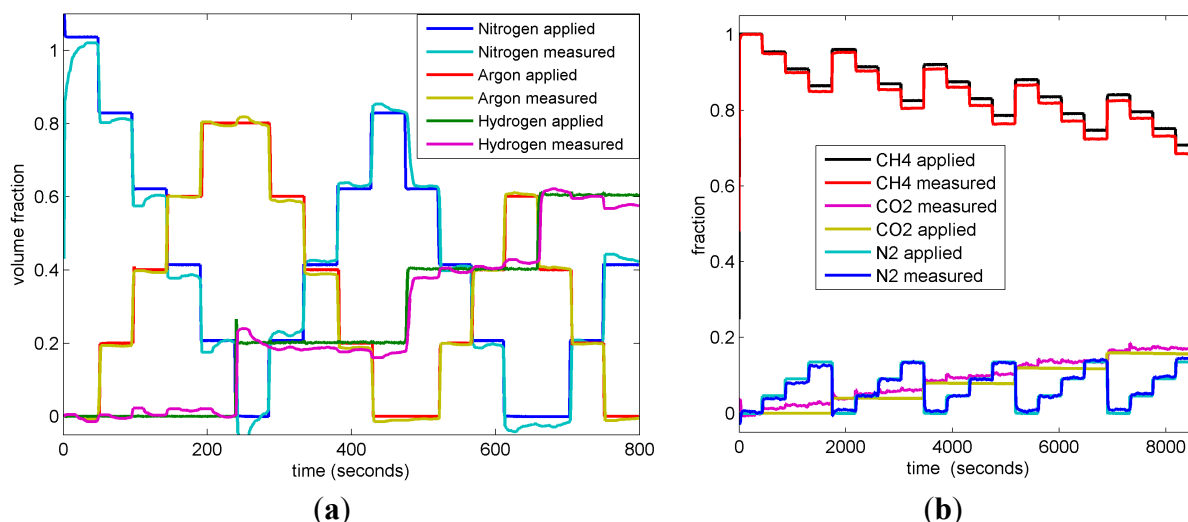 1
0.8
0.6
0.4
0.2
0
volume fraction
Nitrogen applied
Nitrogen measured
Argon applied
Argon measured
Hydrogen applied
Hydrogen measured
0 200 400 600 800
time (seconds)
(a)
1
0.8
0.6
0.4
0.2
0
fraction
CH4 applied
CH4 measured
CO2 measured
CO2 applied
N2 applied
N2 measured
0 2000 4000 6000 8000
time (seconds)
(b)